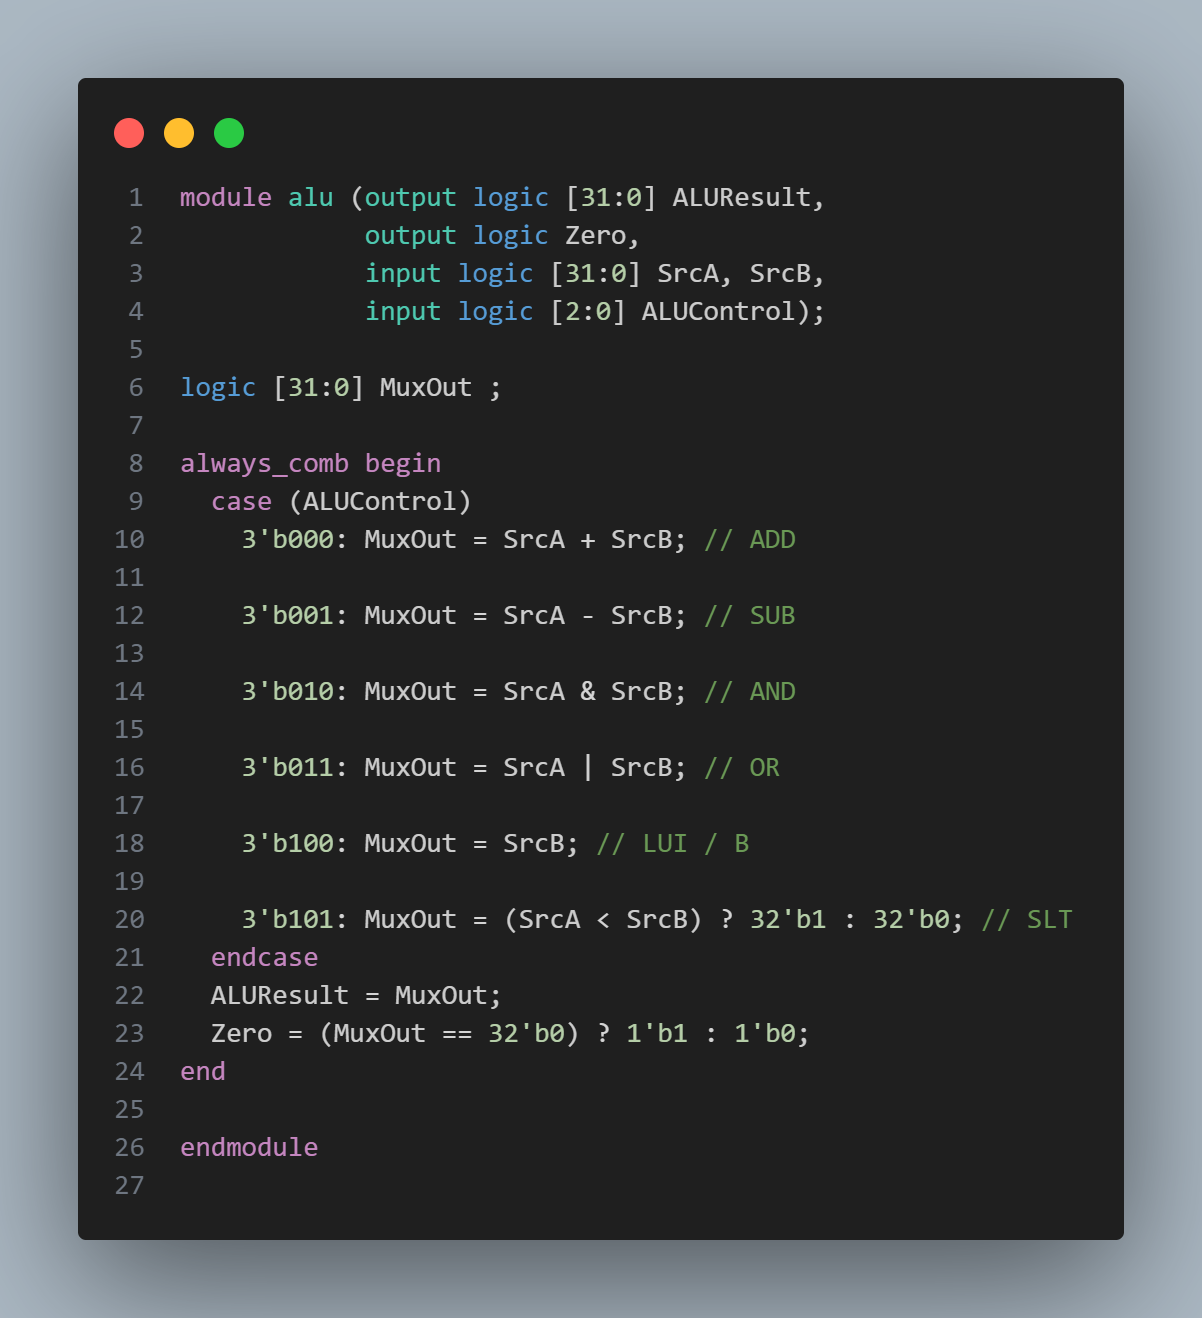 1 module alu (output logic [31:0] ALUResult,
2             output logic Zero,
3             input logic [31:0] SrcA, SrcB,
4             input logic [2:0] ALUControl);
5
6 logic [31:0] MuxOut ;
7
8 always_comb begin
9   case (ALUControl)
10     3'b000: MuxOut = SrcA + SrcB; // ADD
11
12     3'b001: MuxOut = SrcA - SrcB; // SUB
13
14     3'b010: MuxOut = SrcA & SrcB; // AND
15
16     3'b011: MuxOut = SrcA | SrcB; // OR
17
18     3'b100: MuxOut = SrcB; // LUI / B
19
20     3'b101: MuxOut = (SrcA < SrcB) ? 32'b1 : 32'b0; // SLT
21   endcase
22   ALUResult = MuxOut;
23   Zero = (MuxOut == 32'b0) ? 1'b1 : 1'b0;
24 end
25
26 endmodule
27